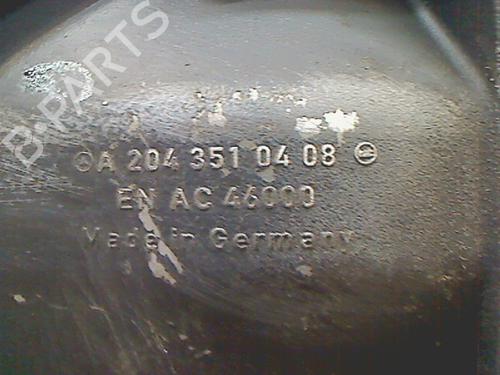 B-PARTS
A 204 351 04 08
EN AC 46000
Made in Germany